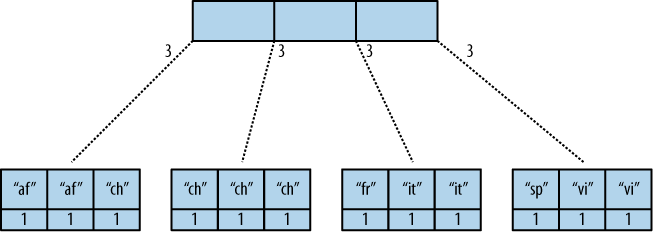 3 3 3 3
“af” “af” “ch” “ch” “ch” “ch” “fr” “it” “it” “sp” “vi” “vi”
1 1 1 1 1 1 1 1 1 1 1 1